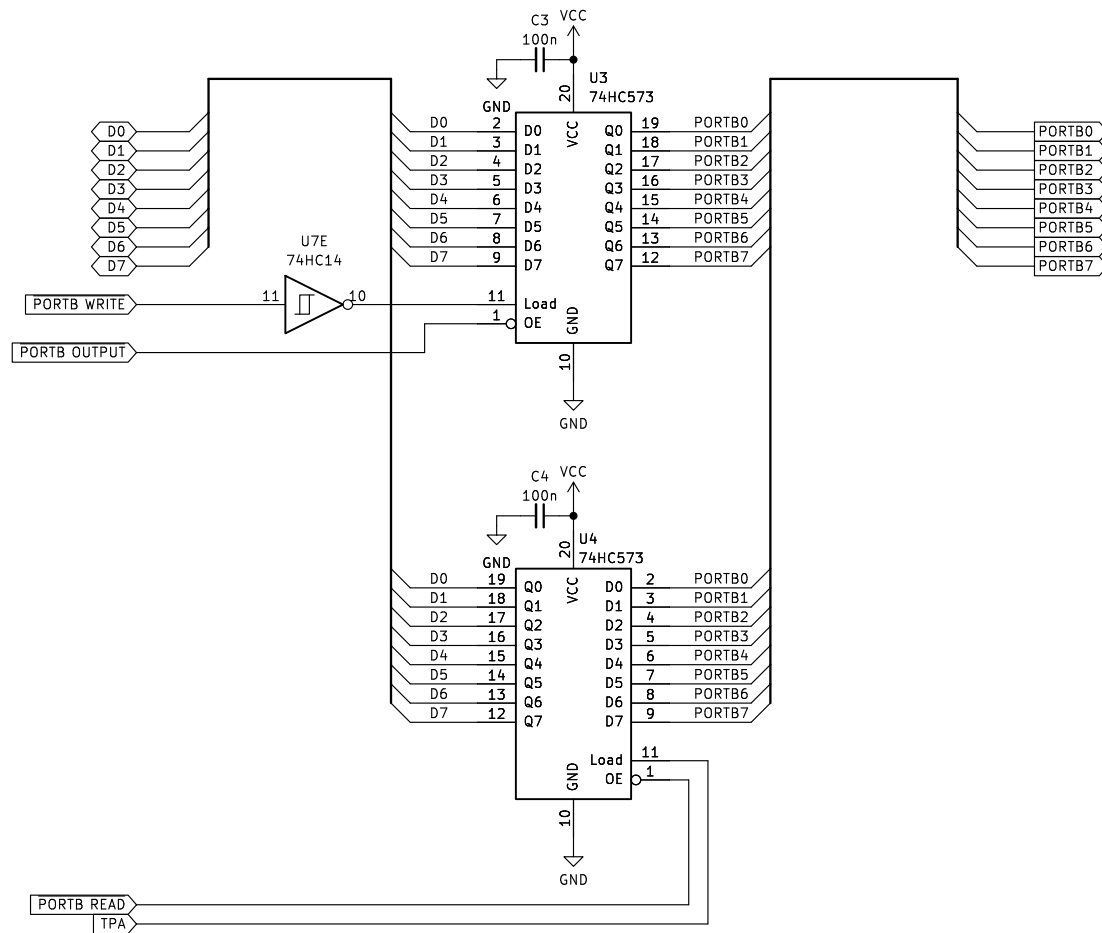 C3
VCC
100n
GND
U3
74HC573
20
VCC
D0
D1
D2
D3
D4
D5
D6
D7
D0 2 D0 Q0 19 PORTB0
D1 3 D1 Q1 18 PORTB1
D2 4 D2 Q2 17 PORTB2
D3 5 D3 Q3 16 PORTB3
D4 6 D4 Q4 15 PORTB4
D5 7 D5 Q5 14 PORTB5
D6 8 D6 Q6 13 PORTB6
D7 9 D7 Q7 12 PORTB7
PORTB0
PORTB1
PORTB2
PORTB3
PORTB4
PORTB5
PORTB6
PORTB7
U7E
74HC14
PORTB WRITE
11
10
11 Load
1 OE
GND
10
PORTB OUTPUT
GND
C4
VCC
100n
GND
U4
74HC573
20
VCC
D0 19 Q0 D0 2 PORTB0
D1 18 Q1 D1 3 PORTB1
D2 17 Q2 D2 4 PORTB2
D3 16 Q3 D3 5 PORTB3
D4 15 Q4 D4 6 PORTB4
D5 14 Q5 D5 7 PORTB5
D6 13 Q6 D6 8 PORTB6
D7 12 Q7 D7 9 PORTB7
Load 11
OE 1
GND
10
GND
PORTB READ
TPA